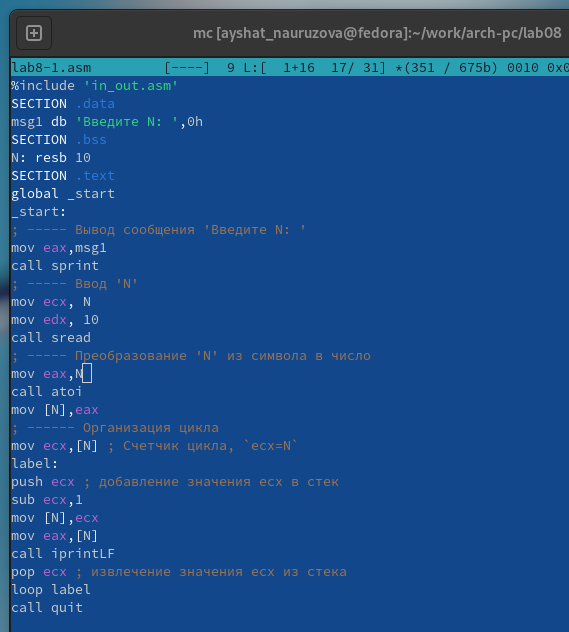 mc [ayshat_nauruzova@fedora]:~/work/arch-pc/lab08
lab8-1.asm [----] 9 L:[ 1+16 17/ 31] *(351 / 675b) 0010 0x0
%include 'in_out.asm'
SECTION .data
msg1 db 'Введите N: ',0h
SECTION .bss
N: resb 10
SECTION .text
global _start
_start:
; ----- Вывод сообщения 'Введите N: '
mov eax,msg1
call sprint
; ----- Ввод 'N'
mov ecx, N
mov edx, 10
call sread
; ----- Преобразование 'N' из символа в число
mov eax,N
call atoi
mov [N],eax
; ------ Организация цикла
mov ecx,[N] ; Счетчик цикла, `ecx=N`
label:
push ecx ; добавление значения ecx в стек
sub ecx,1
mov [N],ecx
mov eax,[N]
call iprintLF
pop ecx ; извлечение значения ecx из стека
loop label
call quit